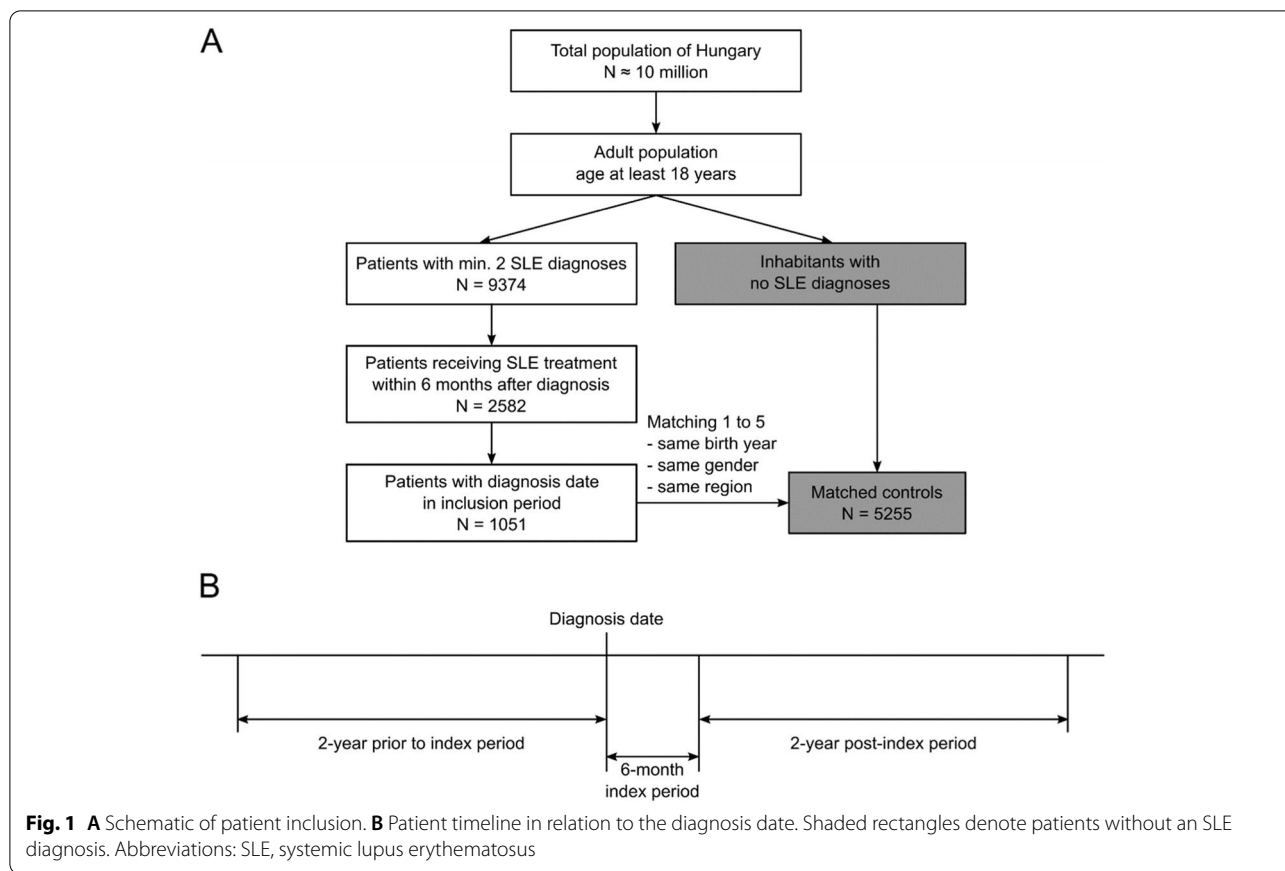 A
Total population of Hungary
N ≈ 10 million
Adult population
age at least 18 years
Patients with min. 2 SLE diagnoses
N = 9374
Inhabitants with
no SLE diagnoses
Patients receiving SLE treatment
within 6 months after diagnosis
N = 2582
Matching 1 to 5
- same birth year
- same gender
- same region
Patients with diagnosis date
in inclusion period
N = 1051
Matched controls
N = 5255
B
Diagnosis date
2-year prior to index period
6-month
index period
2-year post-index period
Fig. 1 A Schematic of patient inclusion. B Patient timeline in relation to the diagnosis date. Shaded rectangles denote patients without an SLE
diagnosis. Abbreviations: SLE, systemic lupus erythematosus